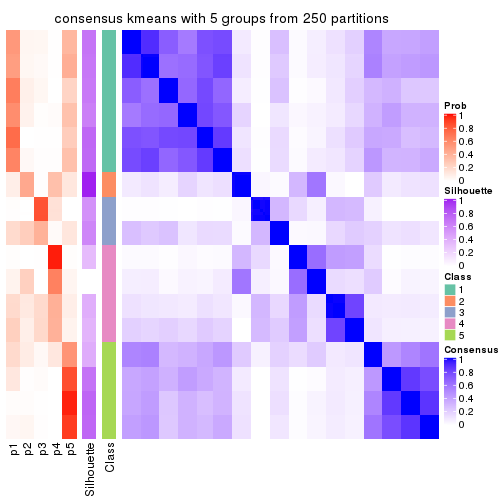 consensus kmeans with 5 groups from 250 partitions
Prob
1
0.8
0.6
0.4
0.2
0
Silhouette
1
0.8
0.6
0.4
0.2
0
Class
1
2
3
4
5
Consensus
1
0.8
0.6
0.4
0.2
0
p1
p2
p3
p4
p5
Silhouette
Class